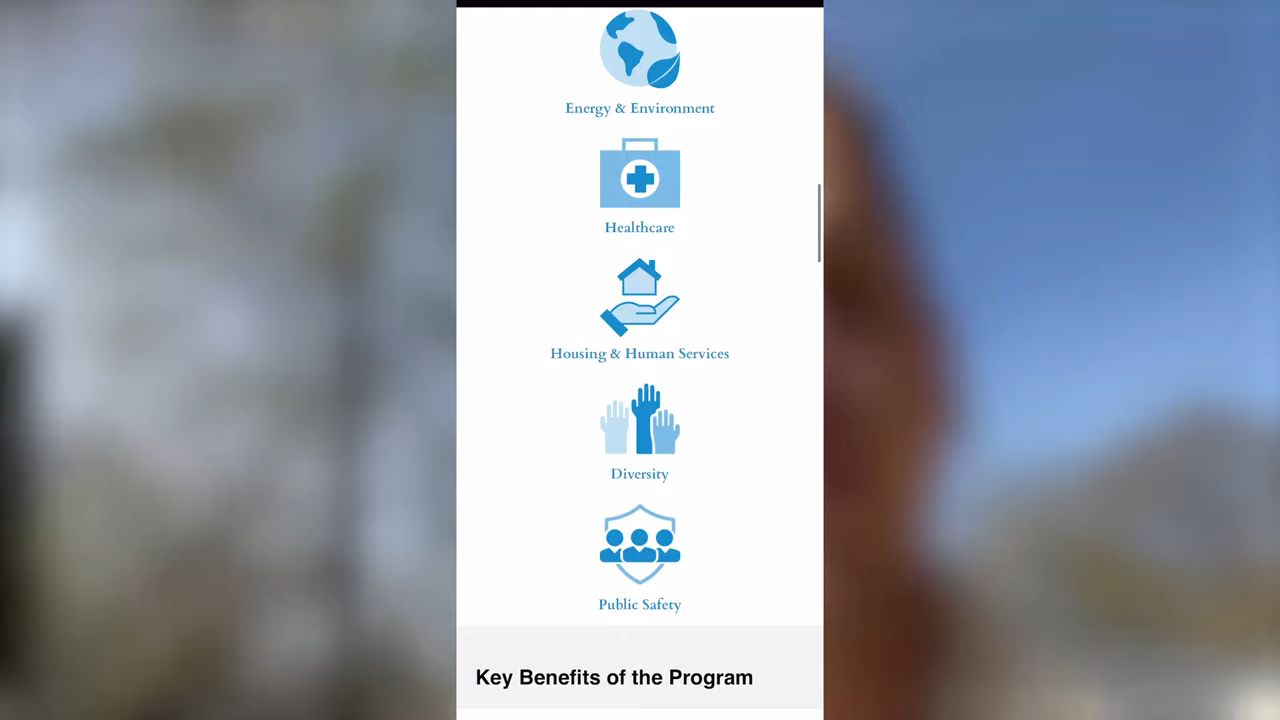 Energy & Environment
Healthcare
Housing & Human Services
Diversity
Public Safety
Key Benefits of the Program